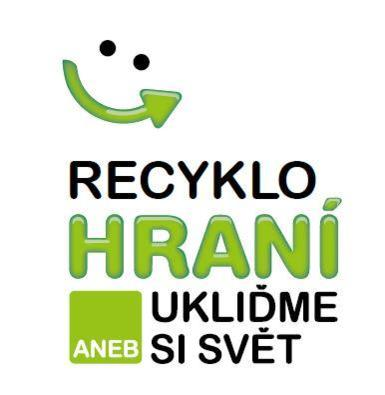 RECYKLO
HRANÍ
ANEB UKLIĎME
SI SVĚT